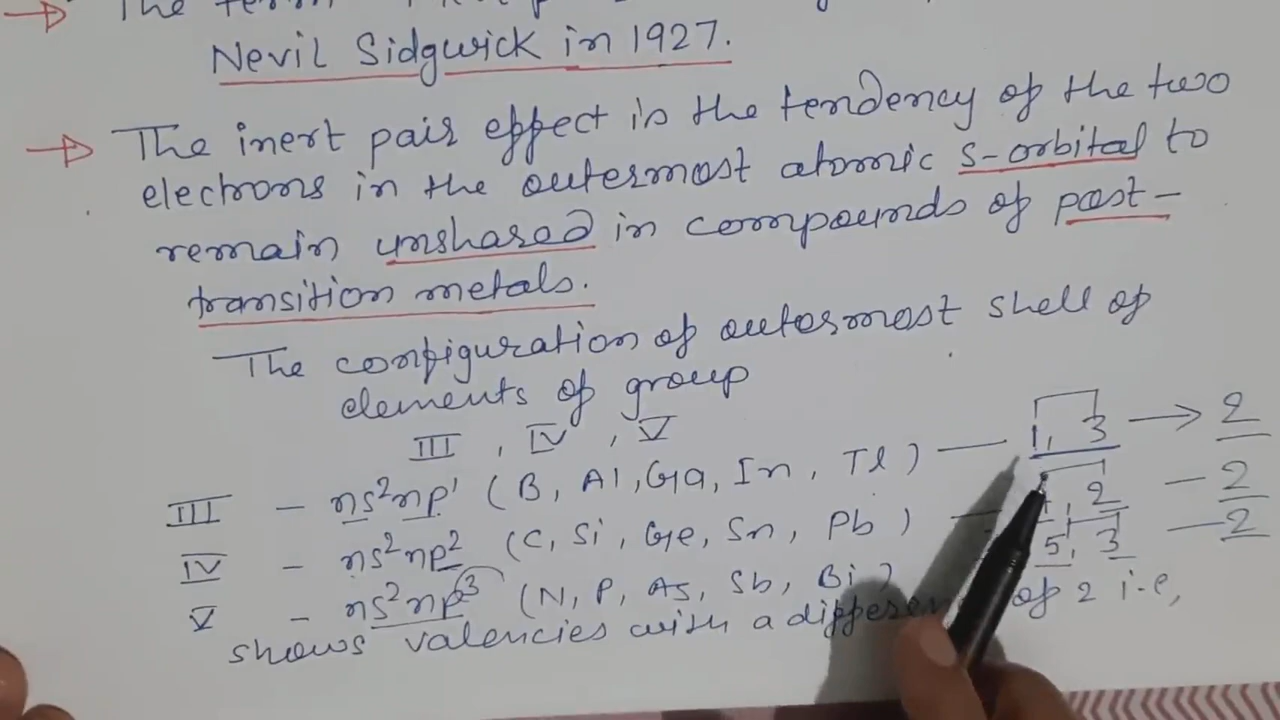 The term
Nevil Sidgwick in 1927.
The inert pair effect is the tendency of the two
electrons in the outermost atomic s-orbital to
remain unshared in compounds of post-
transition metals.
The configuration of outermost shell of
elements of group
III, IV, V
III - ns²np¹ (B, Al, Ga, In, Tl) — 1, 3 → 2
IV - ns²np² (C, Si, Ge, Sn, Pb) — , 2 - 2
V - ns²np³ (N, P, As, Sb, Bi) 5, 3 - 2
shows valencies with a of 2 i.e,